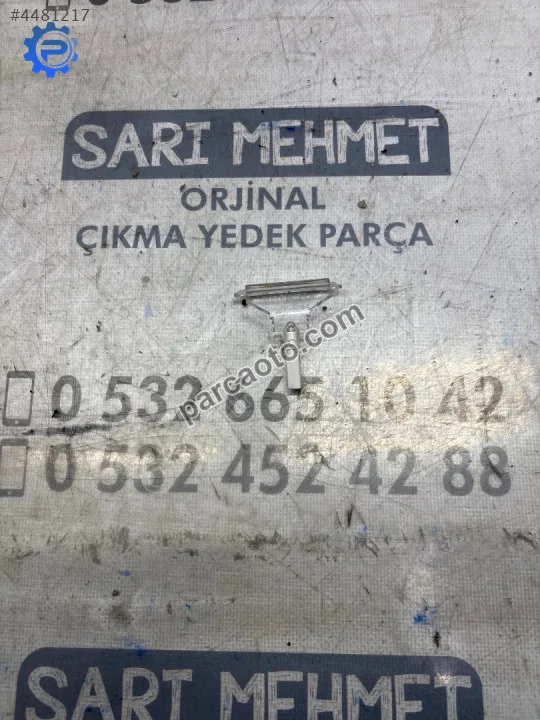 #4481217
SARI MEHMET
ORJİNAL
ÇIKMA YEDEK PARÇA
parcaoto.com
0 532 665 10 42
0 532 452 42 88
SARI MEHMET